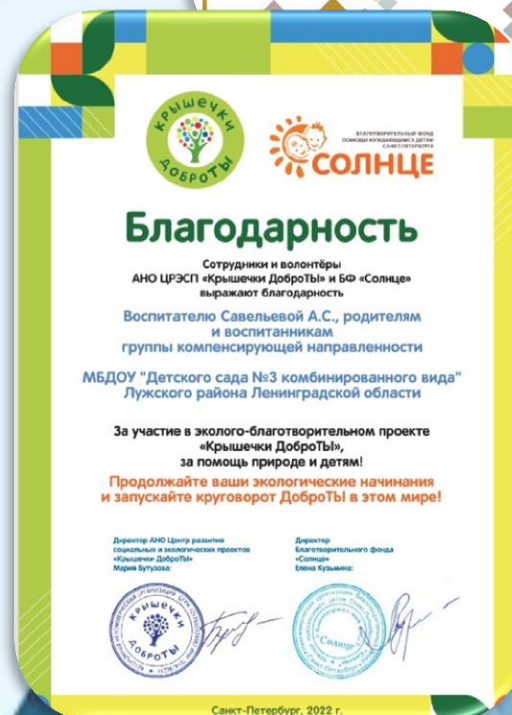 КРЫШЕЧКИ ДОБРОТЫ
БЛАГОТВОРИТЕЛЬНЫЙ ФОНД
ПОМОЩИ НУЖДАЮЩИМСЯ ДЕТЯМ
САНКТ-ПЕТЕРБУРГА
СОЛНЦЕ
Благодарность
Сотрудники и волонтёры
АНО ЦРЭСП «Крышечки ДоброТЫ» и БФ «Солнце»
выражают благодарность
Воспитателю Савельевой А.С., родителям
и воспитанникам
группы компенсирующей направленности
МБДОУ "Детского сада №3 комбинированного вида"
Лужского района Ленинградской области
За участие в эколого-благотворительном проекте
«Крышечки ДоброТЫ»,
за помощь природе и детям!
Продолжайте ваши экологические начинания
и запускайте круговорот ДоброТЫ в этом мире!
Директор АНО Центр развития
социальных и экологических проектов
«Крышечки ДоброТЫ»
Мария Бутузова:
Директор
Благотворительного фонда
«Солнце»
Елена Кузьмина:
КРЫШЕЧКИ ДОБРОТЫ
"Солнце"
Санкт-Петербург, 2022 г.